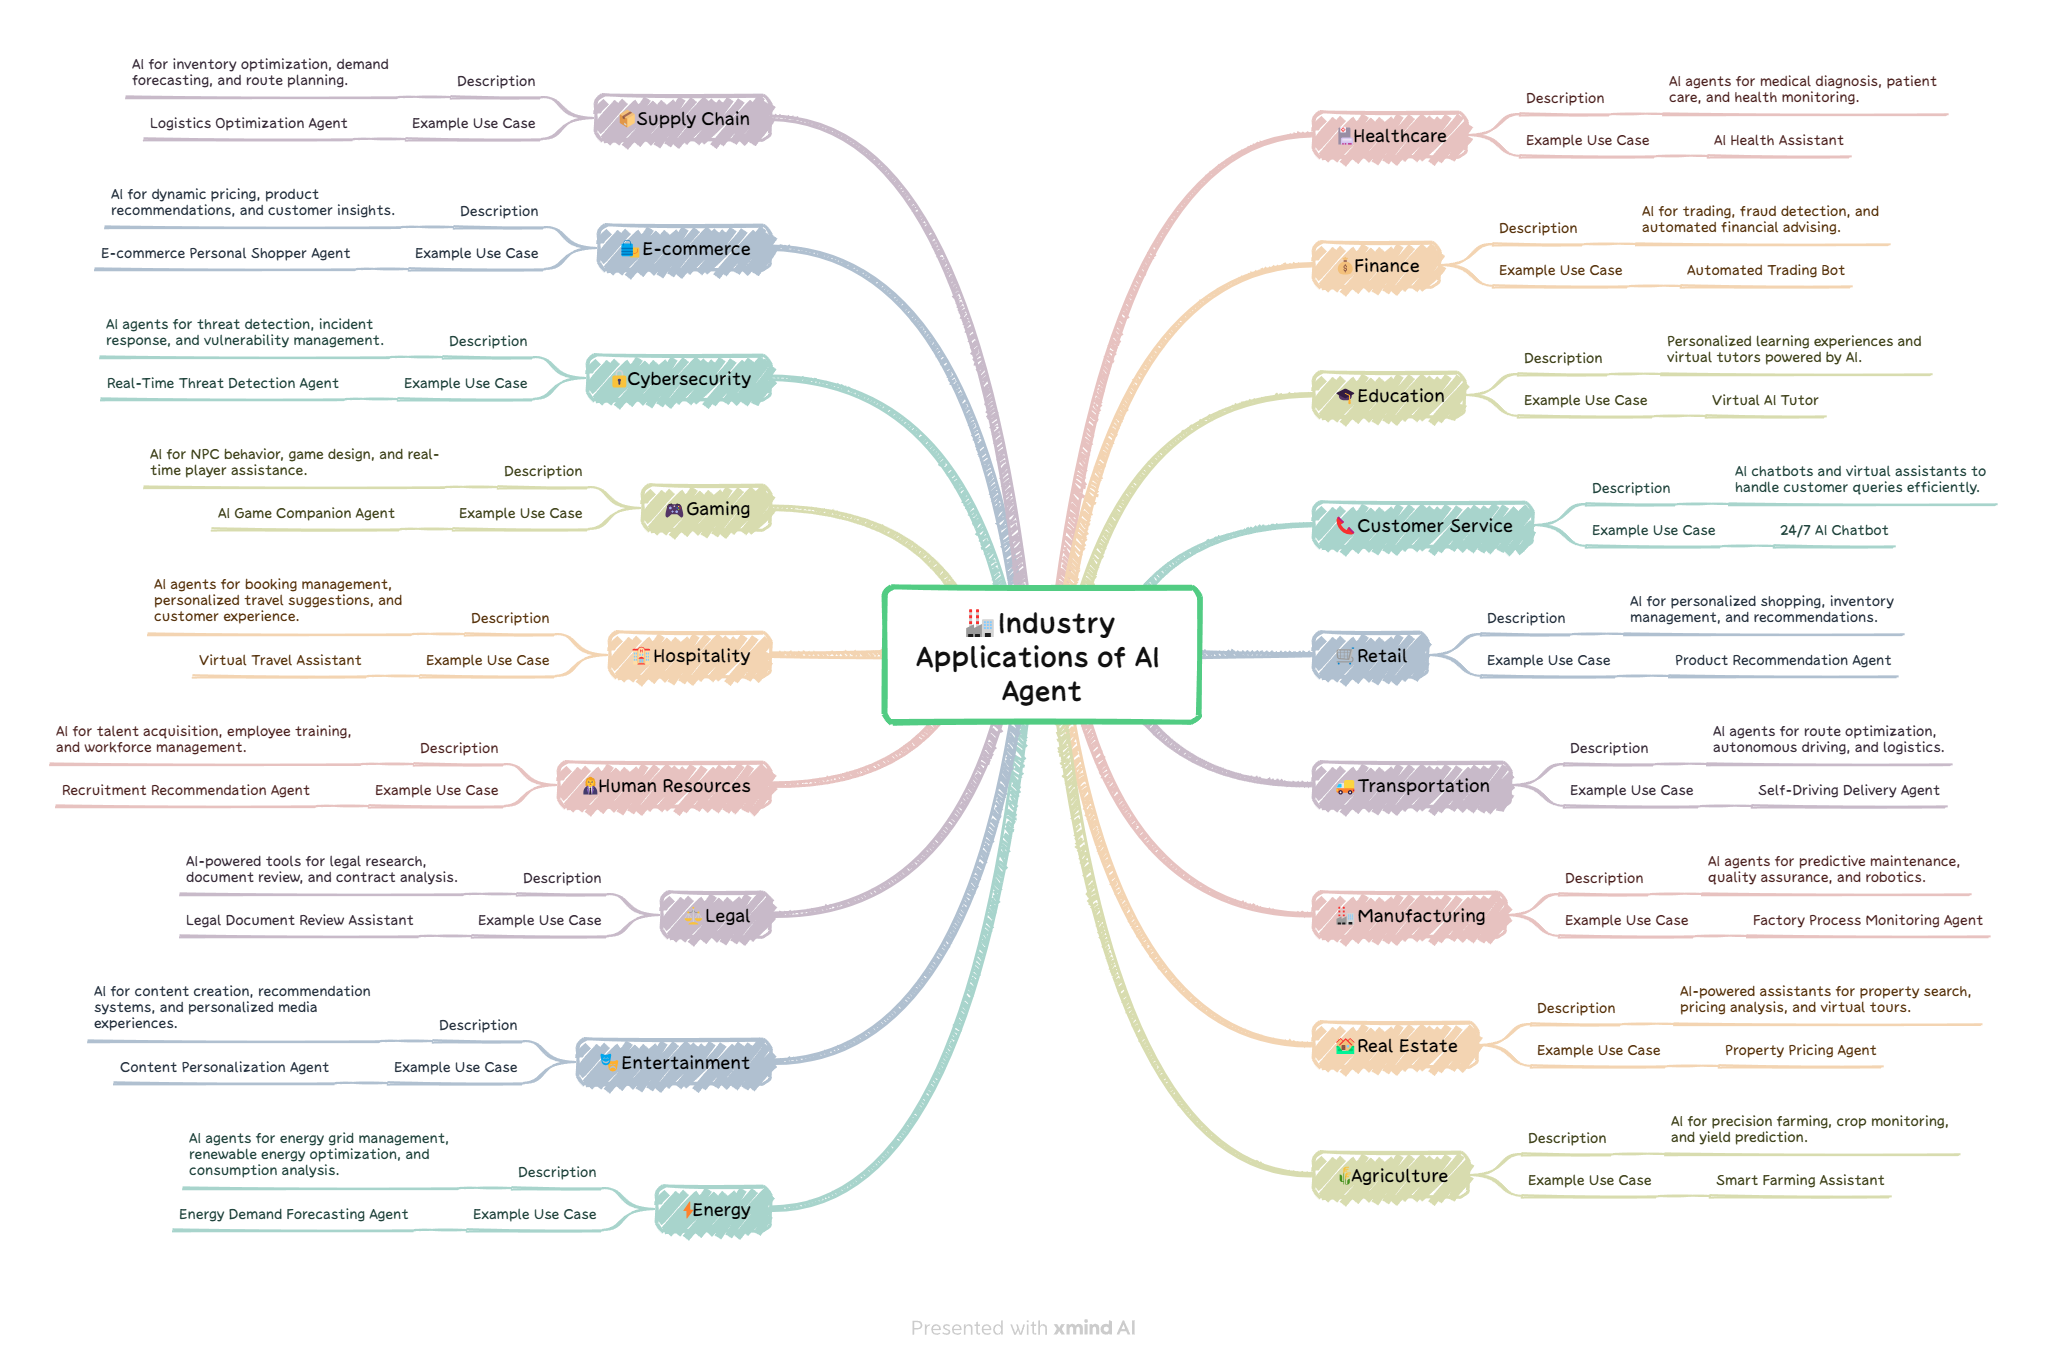 🏭Industry
Applications of AI
Agent
Healthcare
Description
AI agents for medical diagnosis, patient
care, and health monitoring.
Example Use Case
AI Health Assistant
Finance
Description
AI for trading, fraud detection, and
automated financial advising.
Example Use Case
Automated Trading Bot
Education
Description
Personalized learning experiences and
virtual tutors powered by AI.
Example Use Case
Virtual AI Tutor
Customer Service
Description
AI chatbots and virtual assistants to
handle customer queries efficiently.
Example Use Case
24/7 AI Chatbot
Retail
Description
AI for personalized shopping, inventory
management, and recommendations.
Example Use Case
Product Recommendation Agent
Transportation
Description
AI agents for route optimization,
autonomous driving, and logistics.
Example Use Case
Self-Driving Delivery Agent
Manufacturing
Description
AI agents for predictive maintenance,
quality assurance, and robotics.
Example Use Case
Factory Process Monitoring Agent
Real Estate
Description
AI-powered assistants for property search,
pricing analysis, and virtual tours.
Example Use Case
Property Pricing Agent
Agriculture
Description
AI for precision farming, crop monitoring,
and yield prediction.
Example Use Case
Smart Farming Assistant
Supply Chain
Description
AI for inventory optimization, demand
forecasting, and route planning.
Example Use Case
Logistics Optimization Agent
E-commerce
Description
AI for dynamic pricing, product
recommendations, and customer insights.
Example Use Case
E-commerce Personal Shopper Agent
Cybersecurity
Description
AI agents for threat detection, incident
response, and vulnerability management.
Example Use Case
Real-Time Threat Detection Agent
Gaming
Description
AI for NPC behavior, game design, and real-
time player assistance.
Example Use Case
AI Game Companion Agent
Hospitality
Description
AI agents for booking management,
personalized travel suggestions, and
customer experience.
Example Use Case
Virtual Travel Assistant
Human Resources
Description
AI for talent acquisition, employee training,
and workforce management.
Example Use Case
Recruitment Recommendation Agent
Legal
Description
AI-powered tools for legal research,
document review, and contract analysis.
Example Use Case
Legal Document Review Assistant
Entertainment
Description
AI for content creation, recommendation
systems, and personalized media
experiences.
Example Use Case
Content Personalization Agent
Energy
Description
AI agents for energy grid management,
renewable energy optimization, and
consumption analysis.
Example Use Case
Energy Demand Forecasting Agent
Presented with xmind AI